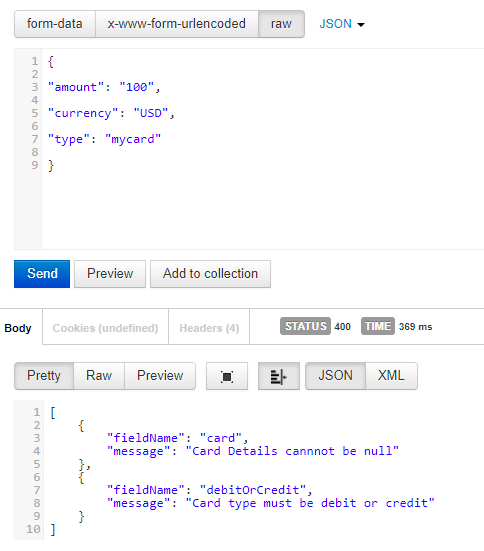 form-data x-www-form-urlencoded raw JSON
1 {
2
3 "amount": "100",
4
5 "currency": "USD",
6
7 "type": "mycard"
8
9 }
Send Preview Add to collection
Body Cookies (undefined) Headers (4) STATUS 400 TIME 369 ms
Pretty Raw Preview JSON XML
1 [
2 {
3 "fieldName": "card",
4 "message": "Card Details cannnot be null"
5 },
6 {
7 "fieldName": "debitOrCredit",
8 "message": "Card type must be debit or credit"
9 }
10 ]